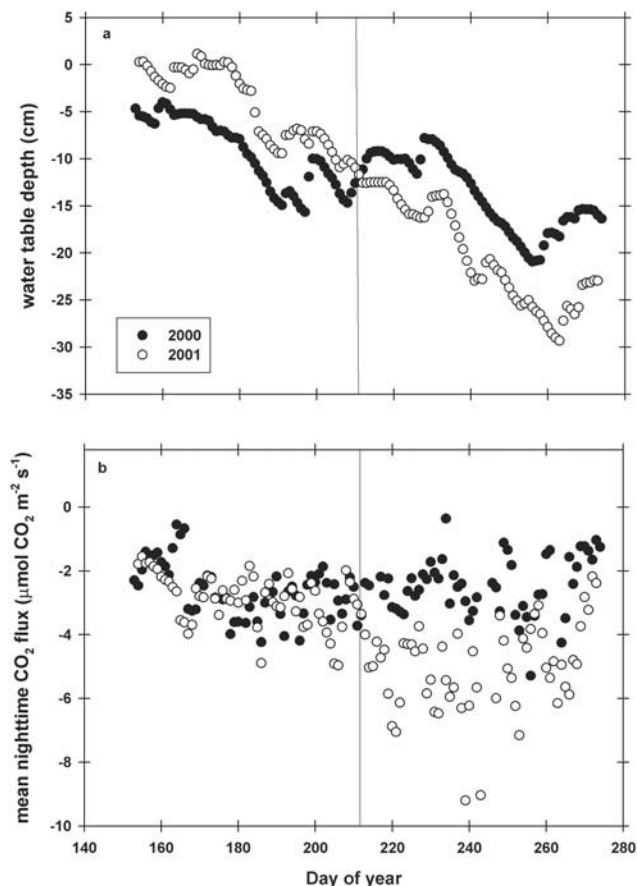 a
5
0
-5
-10
-15
-20
-25
-30
-35
water table depth (cm)
2000
2001
b
0
-2
-4
-6
-8
-10
mean nighttime CO₂ flux (μmol CO₂ m⁻² s⁻¹)
140 160 180 200 220 240 260 280
Day of year